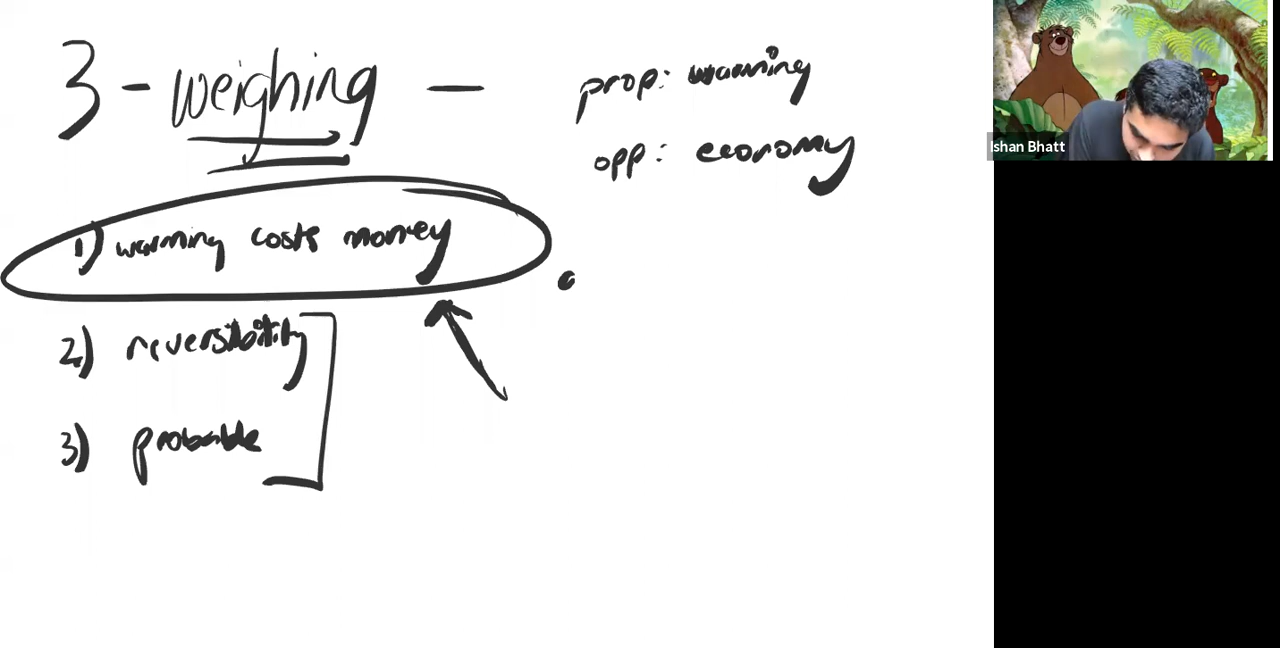 3 - weighing -
prop: warming
opp: economy
1) warming costs money
2) reversibility
3) probable
Ishan Bhatt